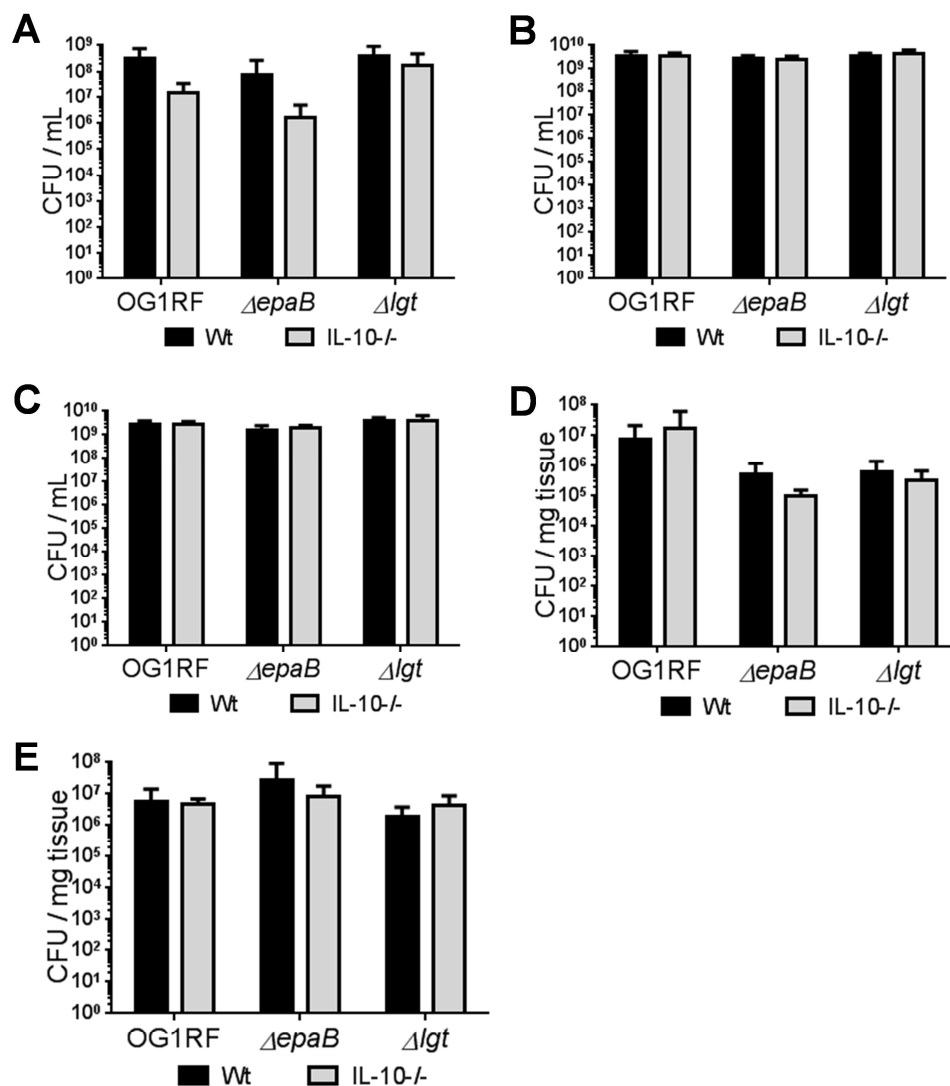 A
CFU / mL
10⁹
10⁸
10⁷
10⁶
10⁵
10⁴
10³
10²
10¹
10⁰
OG1RF ΔepaB Δlgt
Wt IL-10-/-
B
CFU / mL
10¹⁰
10⁹
10⁸
10⁷
10⁶
10⁵
10⁴
10³
10²
10¹
10⁰
OG1RF ΔepaB Δlgt
Wt IL-10-/-
C
CFU / mL
10¹⁰
10⁹
10⁸
10⁷
10⁶
10⁵
10⁴
10³
10²
10¹
10⁰
OG1RF ΔepaB Δlgt
Wt IL-10-/-
D
CFU / mg tissue
10⁸
10⁷
10⁶
10⁵
10⁴
10³
10²
10¹
10⁰
OG1RF ΔepaB Δlgt
Wt IL-10-/-
E
CFU / mg tissue
10⁸
10⁷
10⁶
10⁵
10⁴
10³
10²
10¹
10⁰
OG1RF ΔepaB Δlgt
Wt IL-10-/-